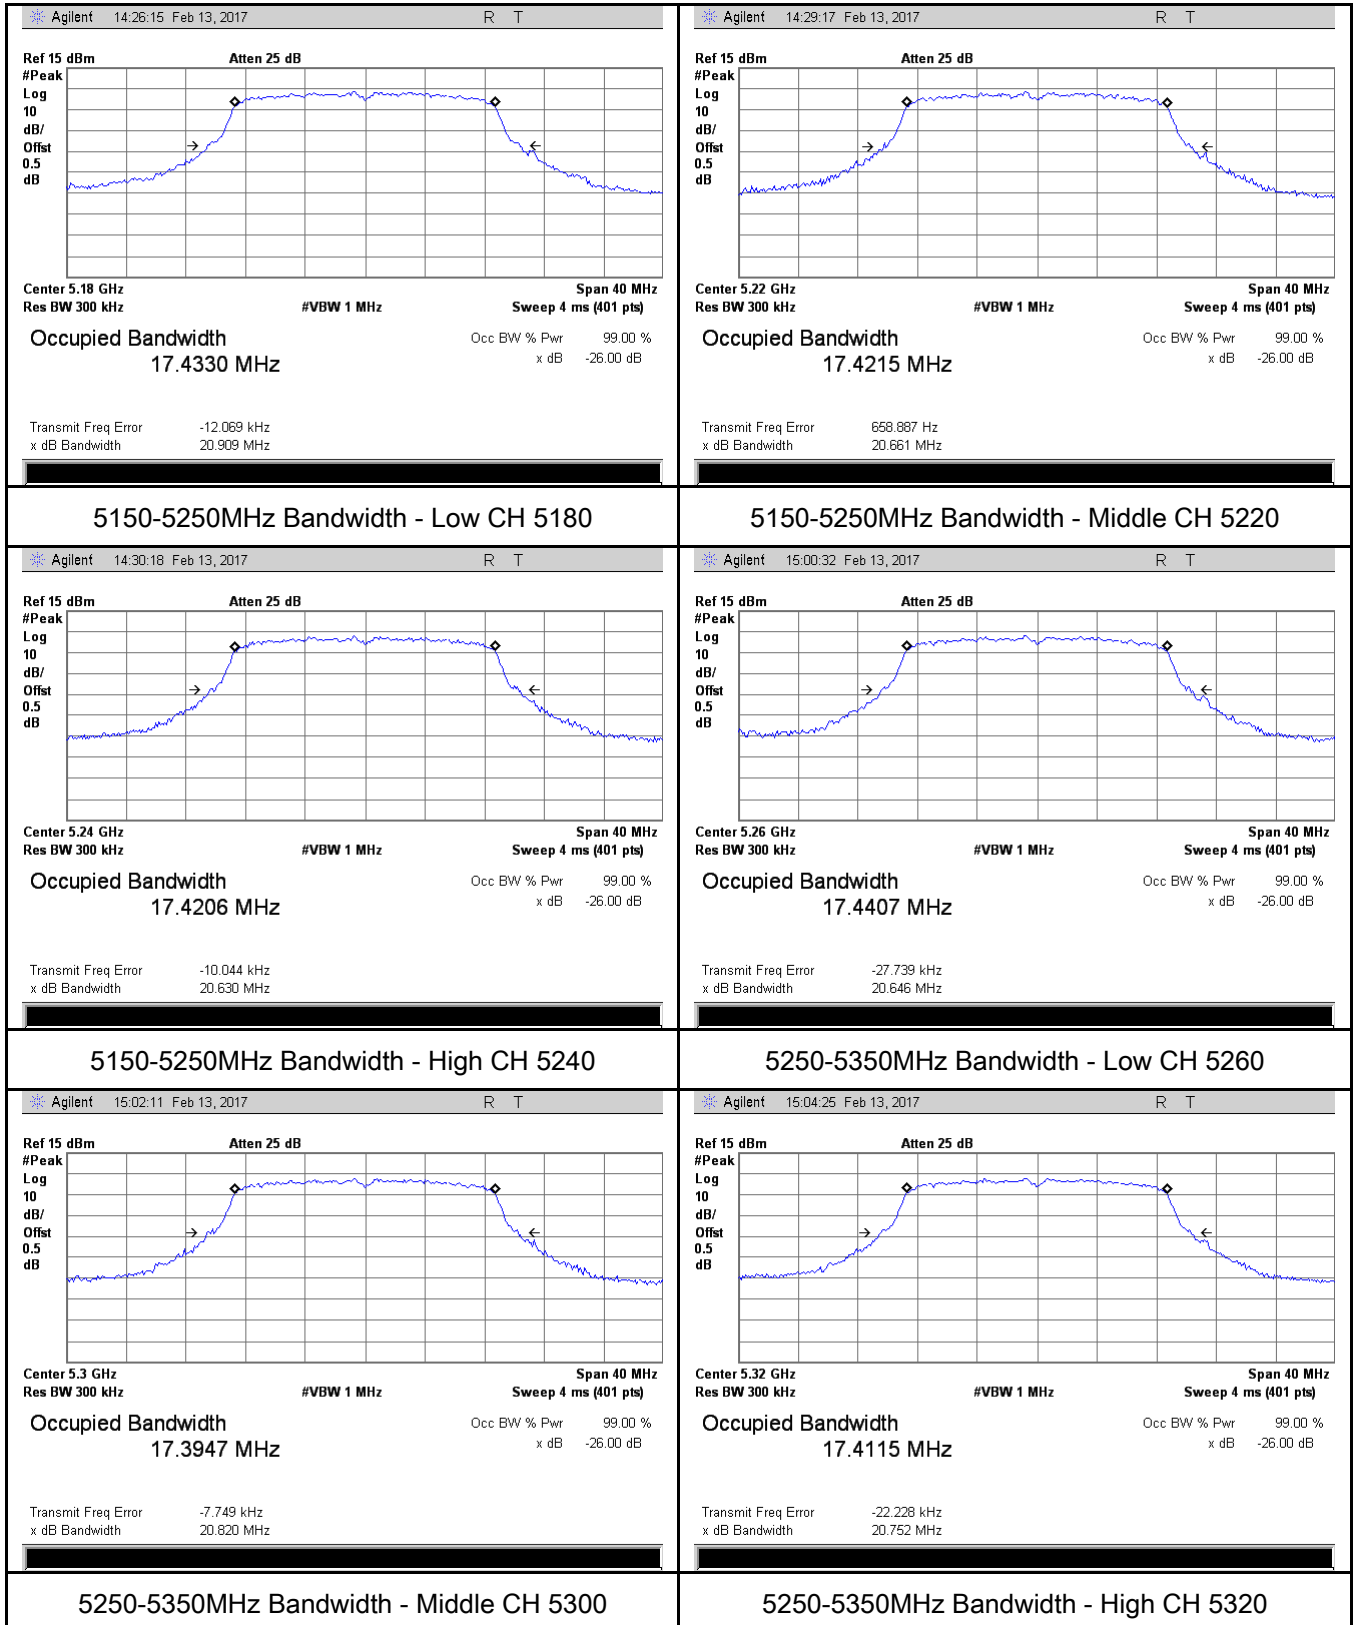 Agilent 14:26:15 Feb 13, 2017 R T
Ref 15 dBm Atten 25 dB
#Peak
Log
10
dB/
Offst
0.5
dB
Center 5.18 GHz Span 40 MHz
Res BW 300 kHz #VBW 1 MHz Sweep 4 ms (401 pts)
Occupied Bandwidth Occ BW % Pwr 99.00 %
17.4330 MHz x dB -26.00 dB
Transmit Freq Error -12.069 kHz
x dB Bandwidth 20.909 MHz
5150-5250MHz Bandwidth - Low CH 5180
Agilent 14:29:17 Feb 13, 2017 R T
Ref 15 dBm Atten 25 dB
#Peak
Log
10
dB/
Offst
0.5
dB
Center 5.22 GHz Span 40 MHz
Res BW 300 kHz #VBW 1 MHz Sweep 4 ms (401 pts)
Occupied Bandwidth Occ BW % Pwr 99.00 %
17.4215 MHz x dB -26.00 dB
Transmit Freq Error 658.887 Hz
x dB Bandwidth 20.661 MHz
5150-5250MHz Bandwidth - Middle CH 5220
Agilent 14:30:18 Feb 13, 2017 R T
Ref 15 dBm Atten 25 dB
#Peak
Log
10
dB/
Offst
0.5
dB
Center 5.24 GHz Span 40 MHz
Res BW 300 kHz #VBW 1 MHz Sweep 4 ms (401 pts)
Occupied Bandwidth Occ BW % Pwr 99.00 %
17.4206 MHz x dB -26.00 dB
Transmit Freq Error -10.044 kHz
x dB Bandwidth 20.630 MHz
5150-5250MHz Bandwidth - High CH 5240
Agilent 15:00:32 Feb 13, 2017 R T
Ref 15 dBm Atten 25 dB
#Peak
Log
10
dB/
Offst
0.5
dB
Center 5.26 GHz Span 40 MHz
Res BW 300 kHz #VBW 1 MHz Sweep 4 ms (401 pts)
Occupied Bandwidth Occ BW % Pwr 99.00 %
17.4407 MHz x dB -26.00 dB
Transmit Freq Error -27.739 kHz
x dB Bandwidth 20.646 MHz
5250-5350MHz Bandwidth - Low CH 5260
Agilent 15:02:11 Feb 13, 2017 R T
Ref 15 dBm Atten 25 dB
#Peak
Log
10
dB/
Offst
0.5
dB
Center 5.3 GHz Span 40 MHz
Res BW 300 kHz #VBW 1 MHz Sweep 4 ms (401 pts)
Occupied Bandwidth Occ BW % Pwr 99.00 %
17.3947 MHz x dB -26.00 dB
Transmit Freq Error -7.749 kHz
x dB Bandwidth 20.820 MHz
5250-5350MHz Bandwidth - Middle CH 5300
Agilent 15:04:25 Feb 13, 2017 R T
Ref 15 dBm Atten 25 dB
#Peak
Log
10
dB/
Offst
0.5
dB
Center 5.32 GHz Span 40 MHz
Res BW 300 kHz #VBW 1 MHz Sweep 4 ms (401 pts)
Occupied Bandwidth Occ BW % Pwr 99.00 %
17.4115 MHz x dB -26.00 dB
Transmit Freq Error -22.228 kHz
x dB Bandwidth 20.752 MHz
5250-5350MHz Bandwidth - High CH 5320